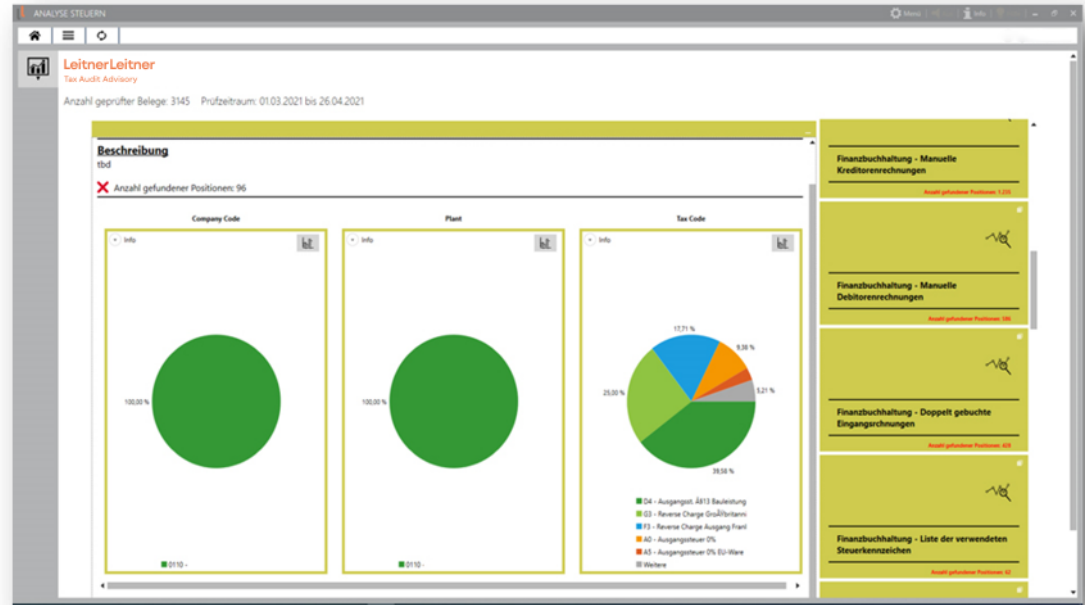 ANALYSE STEUERN
Menü
Info
LeitnerLeitner
Tax Audit Advisory
Anzahl geprüfter Belege: 3145 Prüfzeitraum: 01.03.2021 bis 26.04.2021
Beschreibung
tbd
Anzahl gefundener Positionen: 96
Company Code
Info
100,00 %
0110 -
Plant
Info
100,00 %
0110 -
Tax Code
Info
17,71 %
9,38 %
5,21 %
25,00 %
39,58 %
D4 - Ausgangsst. Â§13 Bauleistung
G3 - Reverse Charge GroÃŸbritanni
F3 - Reverse Charge Ausgang Franl
A0 - Ausgangssteuer 0%
A5 - Ausgangssteuer 0% EU-Ware
Weitere
Finanzbuchhaltung - Manuelle
Kreditorenrechnungen
Anzahl gefundener Positionen: 1.235
Finanzbuchhaltung - Manuelle
Debitorenrechnungen
Anzahl gefundener Positionen:
Finanzbuchhaltung - Doppelt gebuchte
Eingangsrchnungen
Anzahl gefundener Positionen:
Finanzbuchhaltung - Liste der verwendeten
Steuerkennzeichen
Anzahl gefundener Positionen: 62